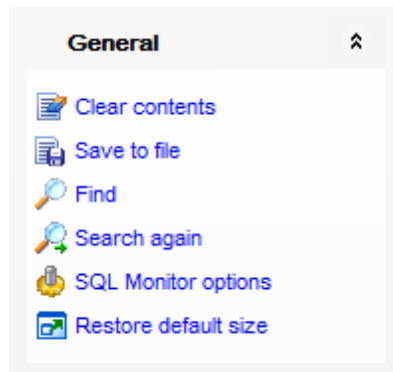 General
Clear contents
Save to file
Find
Search again
SQL Monitor options
Restore default size